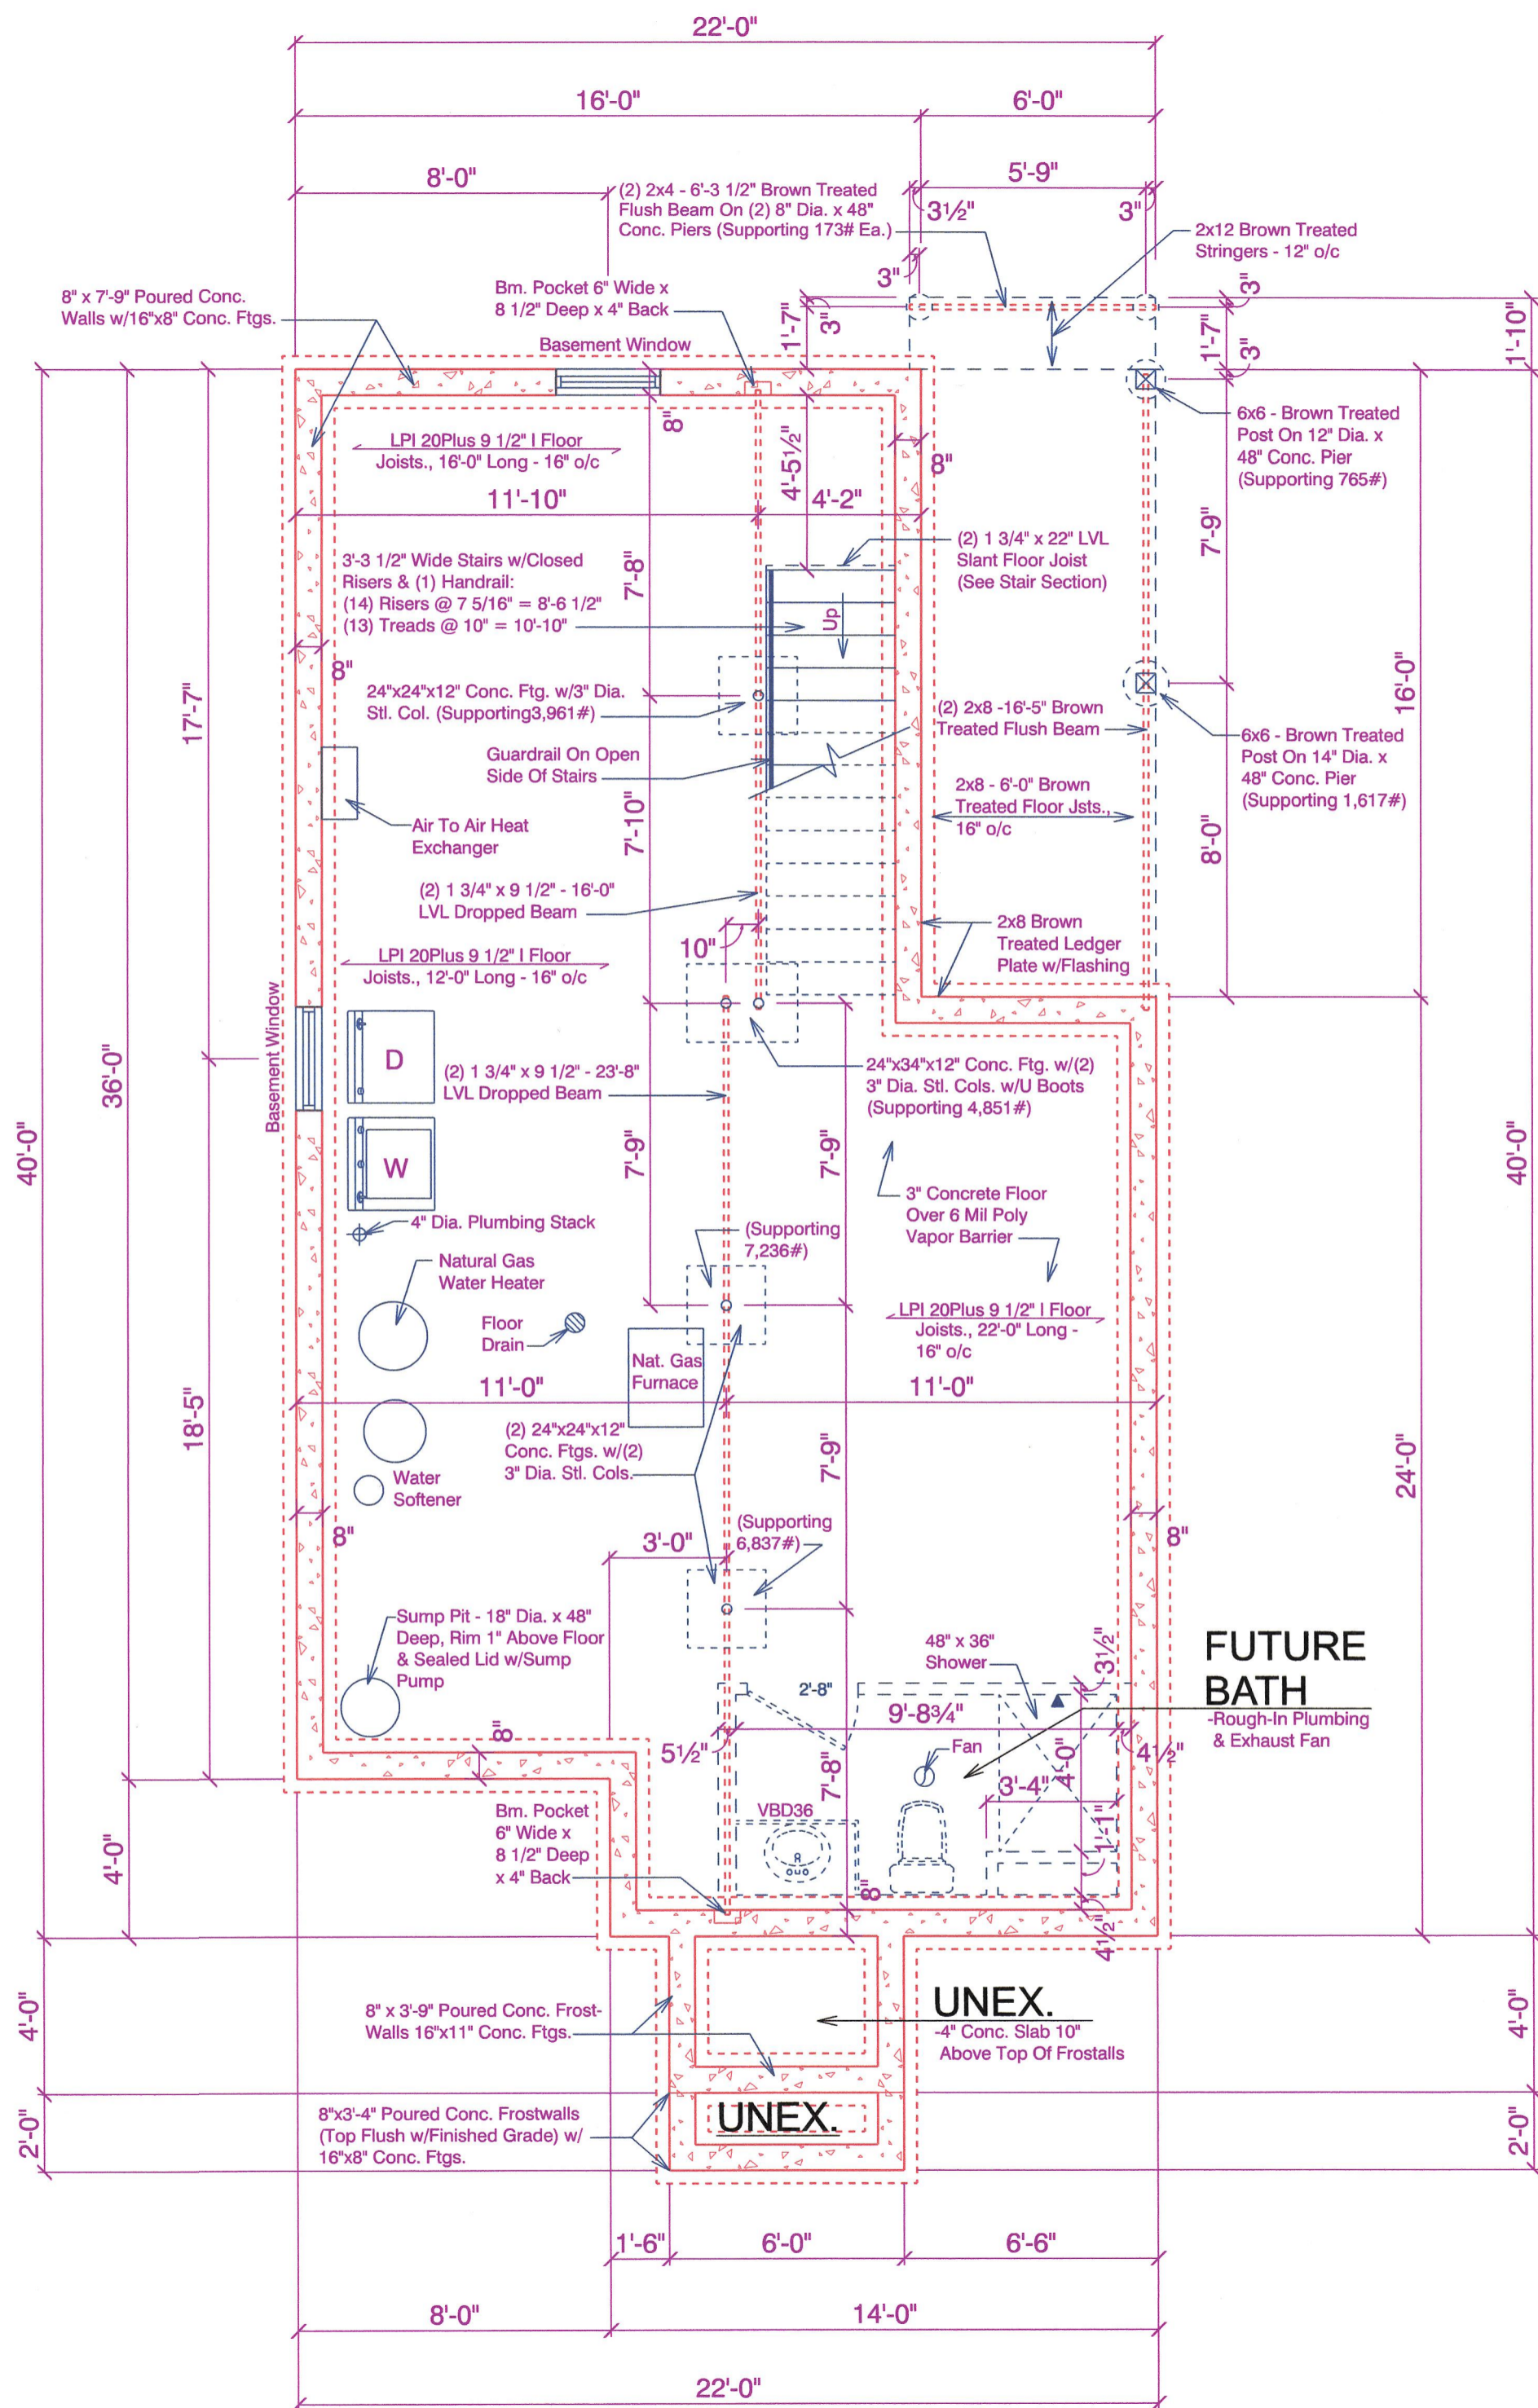 22'-0"
16'-0"
6'-0"
8'-0"
5'-9"
(2) 2x4 - 6'-3 1/2" Brown Treated
Flush Beam On (2) 8" Dia. x 48"
Conc. Piers (Supporting 173# Ea.)
3½"
3"
2x12 Brown Treated
Stringers - 12" o/c
3"
Bm. Pocket 6" Wide x
8 1/2" Deep x 4" Back
8" x 7'-9" Poured Conc.
Walls w/16"x8" Conc. Ftgs.
Basement Window
1'-7"
3"
3"
1'-7"
3"
1'-10"
6x6 - Brown Treated
Post On 12" Dia. x
48" Conc. Pier
(Supporting 765#)
LPI 20Plus 9 1/2" I Floor
Joists., 16'-0" Long - 16" o/c
8"
4'-5½"
8"
11'-10"
4'-2"
7'-9"
(2) 1 3/4" x 22" LVL
Slant Floor Joist
(See Stair Section)
3'-3 1/2" Wide Stairs w/Closed
Risers & (1) Handrail:
(14) Risers @ 7 5/16" = 8'-6 1/2"
(13) Treads @ 10" = 10'-10"
7'-8"
Up
8"
24"x24"x12" Conc. Ftg. w/3" Dia.
Stl. Col. (Supporting3,961#)
17'-7"
16'-0"
(2) 2x8 -16'-5" Brown
Treated Flush Beam
6x6 - Brown Treated
Post On 14" Dia. x
48" Conc. Pier
(Supporting 1,617#)
Guardrail On Open
Side Of Stairs
2x8 - 6'-0" Brown
Treated Floor Jsts.,
16" o/c
Air To Air Heat
Exchanger
7'-10"
8'-0"
(2) 1 3/4" x 9 1/2" - 16'-0"
LVL Dropped Beam
2x8 Brown
Treated Ledger
Plate w/Flashing
10"
LPI 20Plus 9 1/2" I Floor
Joists., 12'-0" Long - 16" o/c
Basement Window
36'-0"
40'-0"
40'-0"
D
(2) 1 3/4" x 9 1/2" - 23'-8"
LVL Dropped Beam
24"x34"x12" Conc. Ftg. w/(2)
3" Dia. Stl. Cols. w/U Boots
(Supporting 4,851#)
W
7'-9"
7'-9"
3" Concrete Floor
Over 6 Mil Poly
Vapor Barrier
4" Dia. Plumbing Stack
(Supporting
7,236#)
Natural Gas
Water Heater
Floor
Drain
LPI 20Plus 9 1/2" I Floor
Joists., 22'-0" Long -
16" o/c
Nat. Gas
Furnace
11'-0"
11'-0"
18'-5"
24'-0"
(2) 24"x24"x12"
Conc. Ftgs. w/(2)
3" Dia. Stl. Cols.
7'-9"
Water
Softener
8"
3'-0"
(Supporting
6,837#)
8"
Sump Pit - 18" Dia. x 48"
Deep, Rim 1" Above Floor
& Sealed Lid w/Sump
Pump
48" x 36"
Shower
3½"
FUTURE
BATH
-Rough-In Plumbing
& Exhaust Fan
2'-8"
9'-8¾"
8"
5½"
Fan
4½"
7'-8"
4'-0"
3'-4"
VBD36
1'-1"
4'-0"
Bm. Pocket
6" Wide x
8 1/2" Deep
x 4" Back
8"
4½"
8" x 3'-9" Poured Conc. Frost-
Walls 16"x11" Conc. Ftgs.
UNEX.
-4" Conc. Slab 10"
Above Top Of Frostalls
4'-0"
4'-0"
8"x3'-4" Poured Conc. Frostwalls
(Top Flush w/Finished Grade) w/
16"x8" Conc. Ftgs.
UNEX.
2'-0"
2'-0"
1'-6"
6'-0"
6'-6"
8'-0"
14'-0"
22'-0"